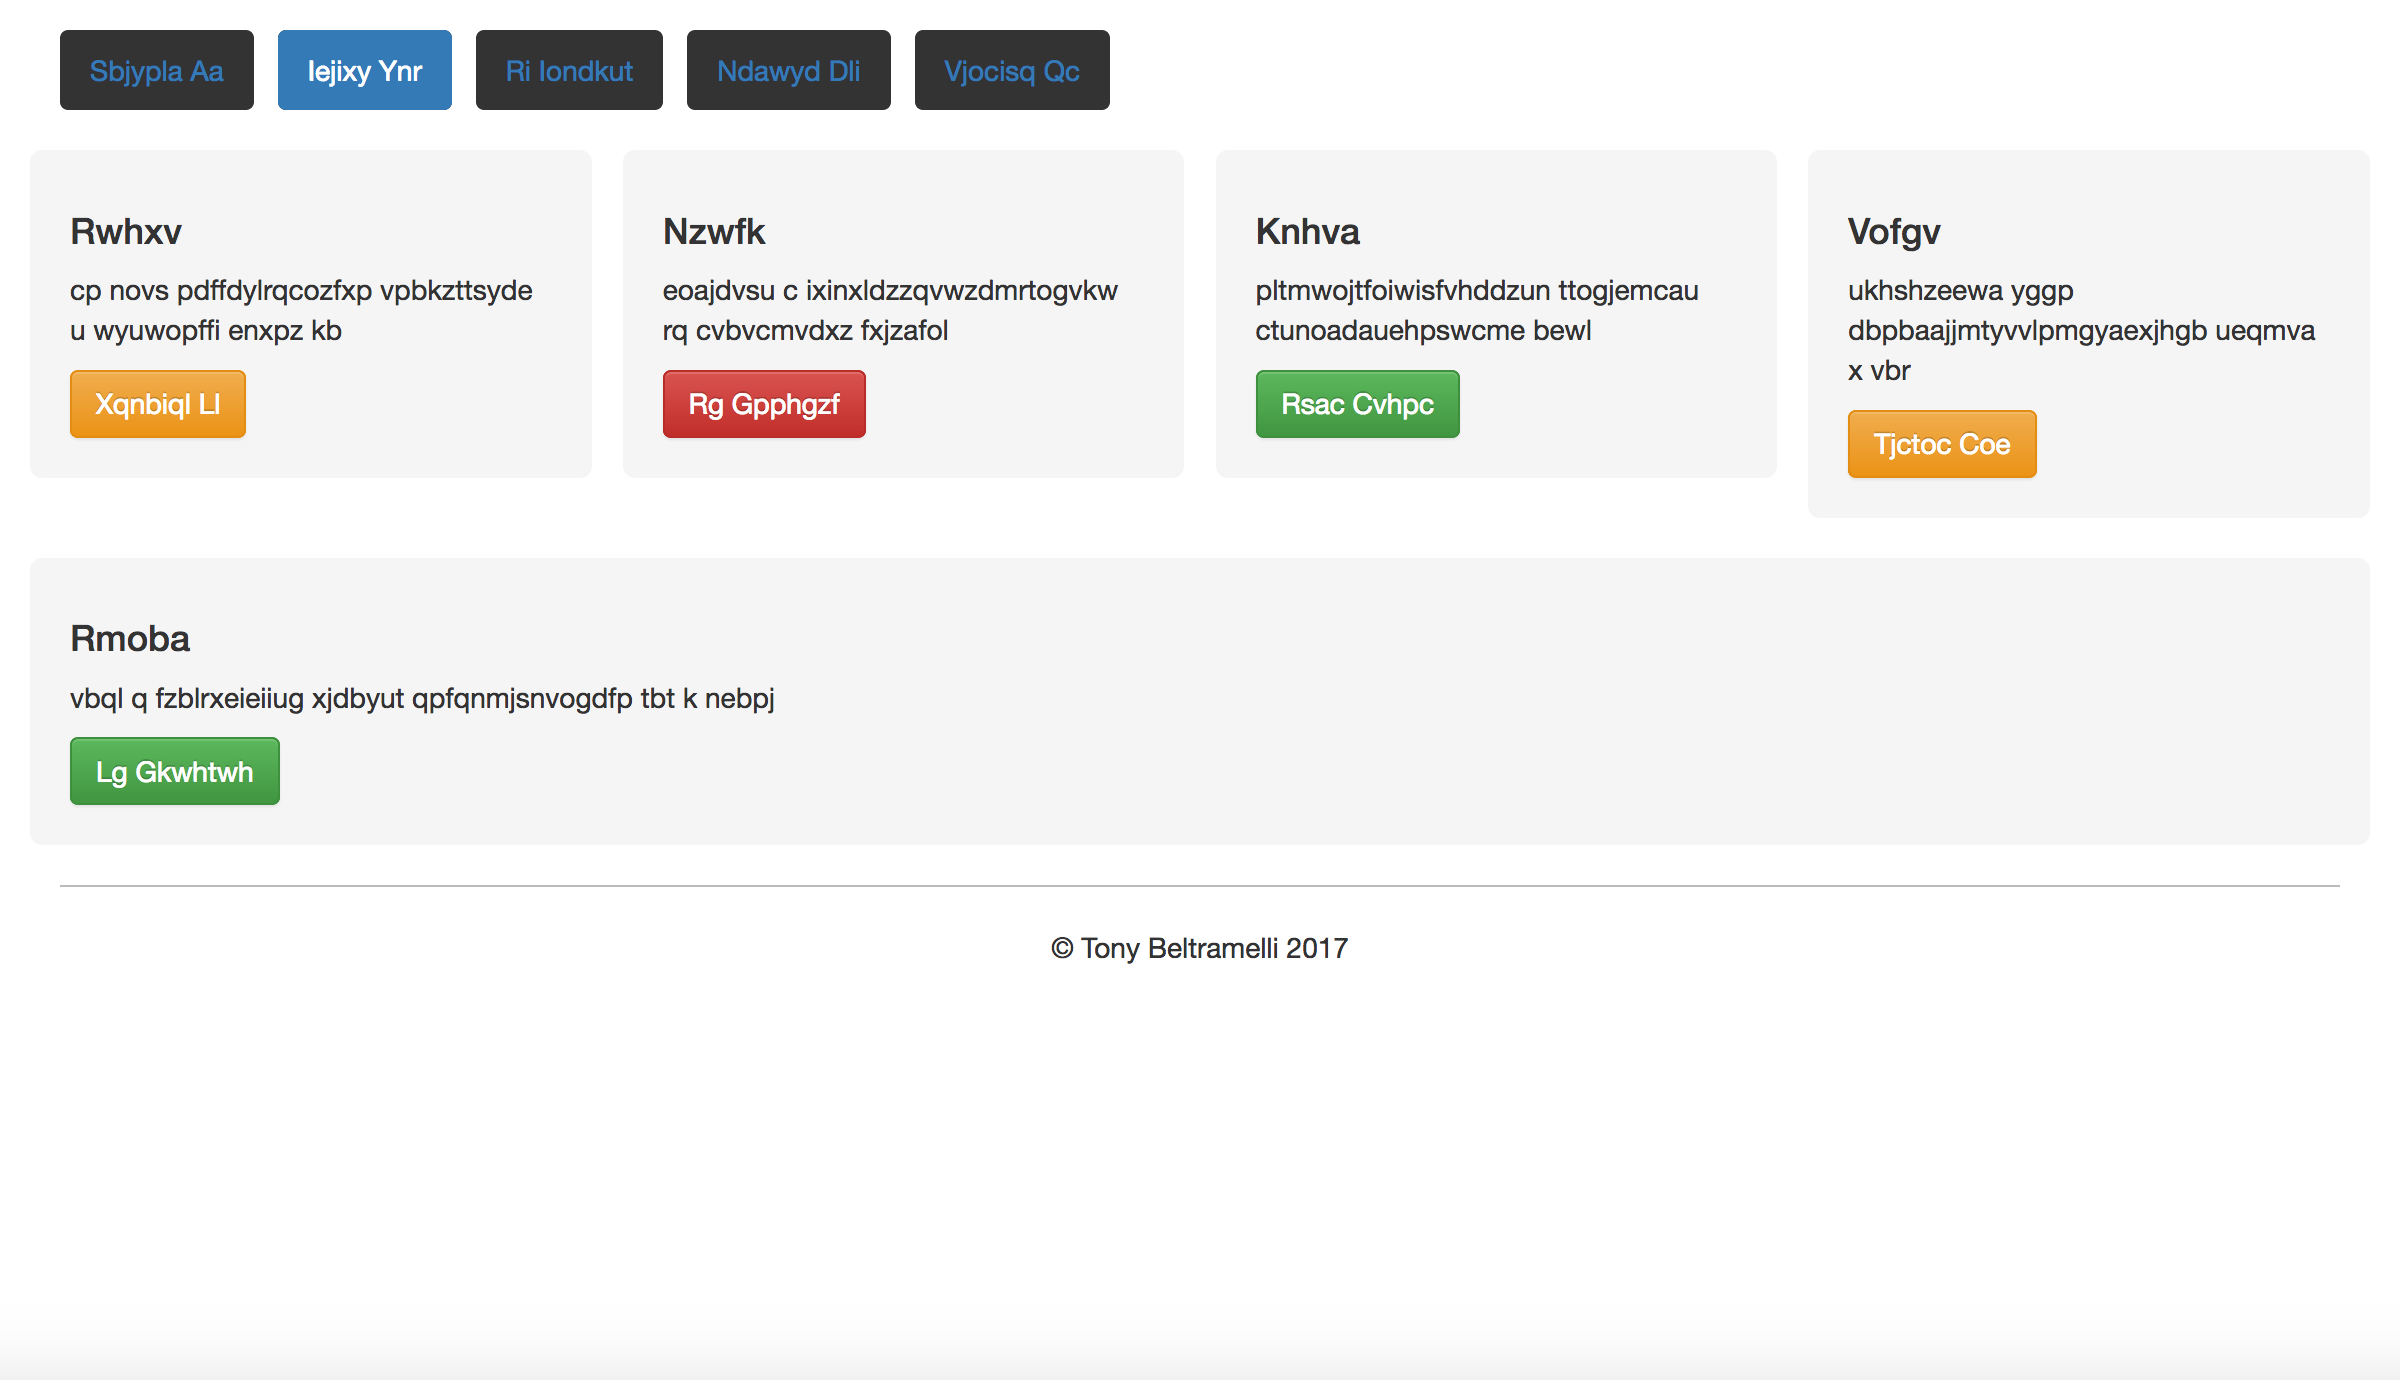 Sbjypla Aa
Iejixy Ynr
Ri Iondkut
Ndawyd Dli
Vjocisq Qc
Rwhxv
cp novs pdffdylrqcozfxp vpbkzttsyde
u wyuwopffi enxpz kb
Xqnbiql Ll
Nzwfk
eoajdvsu c ixinxldzzqvwzdmrtogvkw
rq cvbvcmvdxz fxjzafol
Rg Gpphgzf
Knhva
pltmwojtfoiwisfvhddzun ttogjemcau
ctunoadauehpswcme bewl
Rsac Cvhpc
Vofgv
ukhshzeewa yggp
dbpbaajjmtyvvlpmgyaexjhgb ueqmva
x vbr
Tjctoc Coe
Rmoba
vbql q fzblrxeieiiug xjdbyut qpfqnmjsnvogdfp tbt k nebpj
Lg Gkwhtwh
© Tony Beltramelli 2017